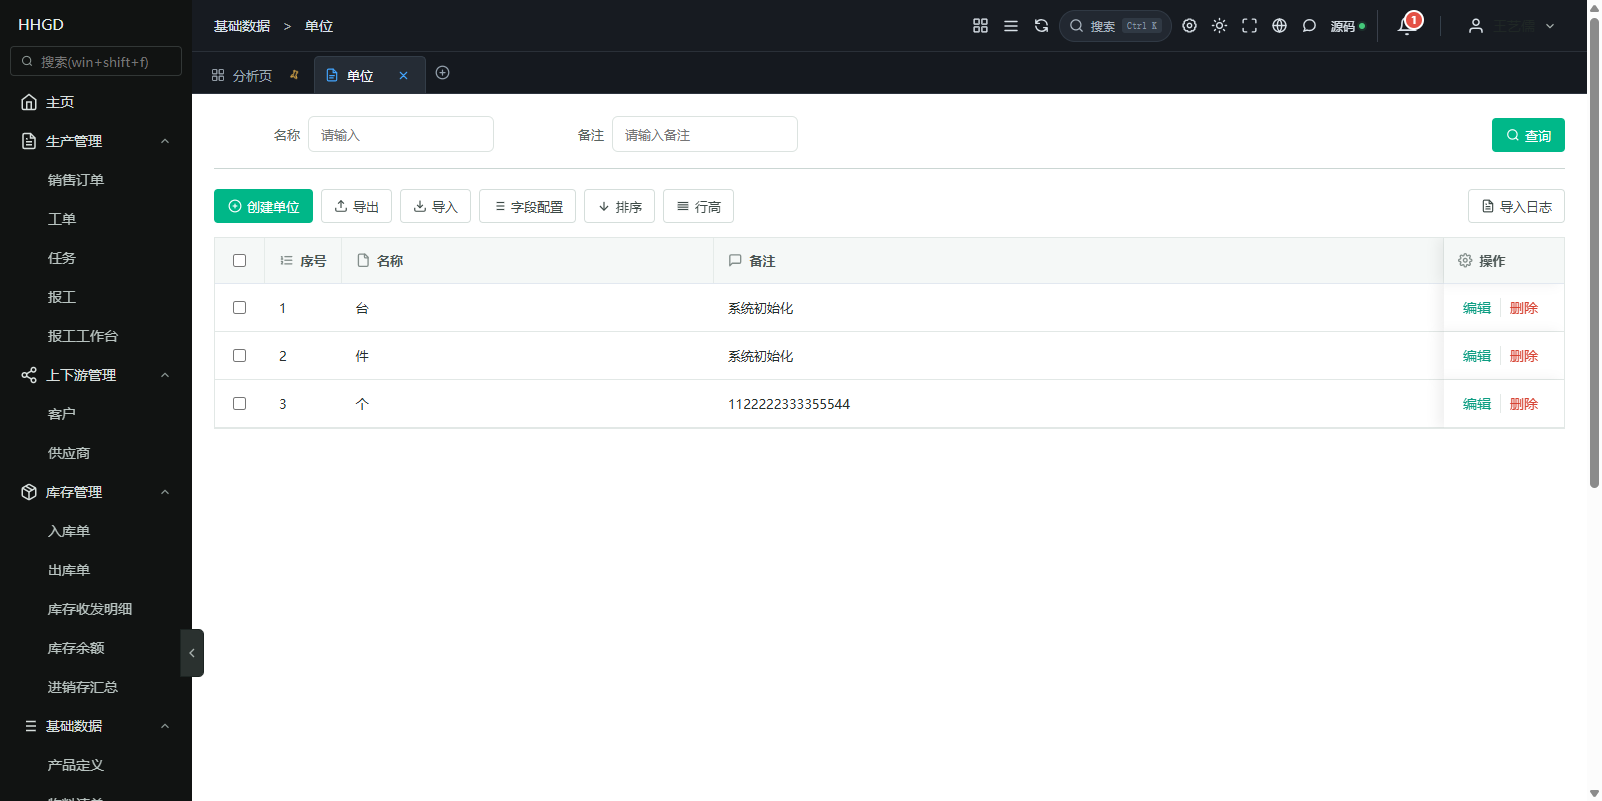 HHGD
搜索(win+shift+f)
主页
生产管理
销售订单
工单
任务
报工
报工工作台
上下游管理
客户
供应商
库存管理
入库单
出库单
库存收发明细
库存余额
进销存汇总
基础数据
产品定义
基础数据 > 单位
搜索 Ctrl K
源码
1
分析页
单位
名称 请输入
备注 请输入备注
查询
创建单位 导出 导入 字段配置 排序 行高 导入日志
序号 名称 备注 操作
1 台 系统初始化 编辑 删除
2 件 系统初始化 编辑 删除
3 个 1122222333355544 编辑 删除